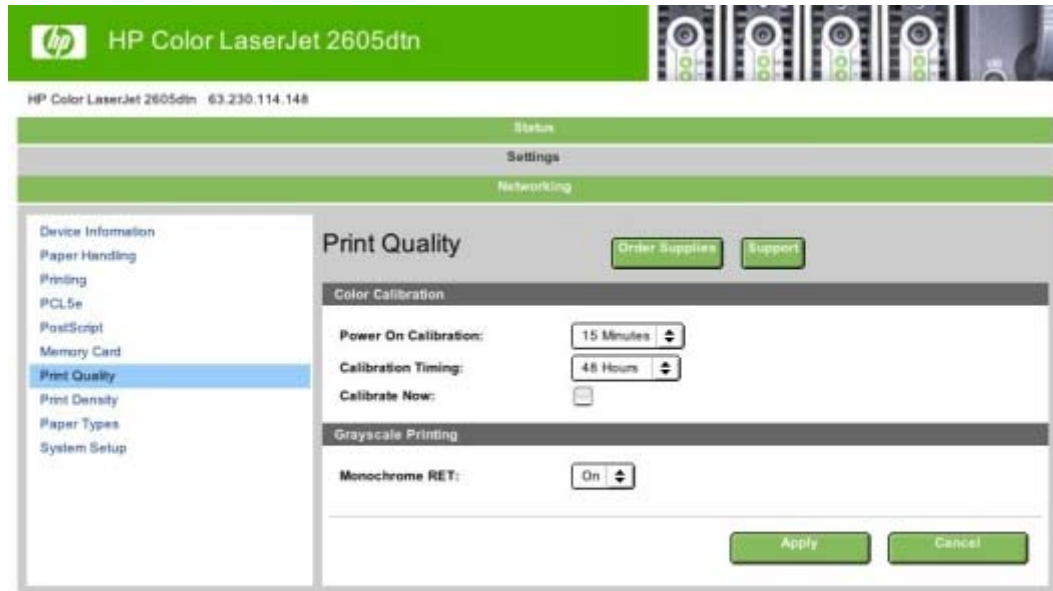 hp HP Color LaserJet 2605dtn
HP Color LaserJet 2605dtn 63.230.114.148
Status
Settings
Networking
Device Information
Paper Handling
Printing
PCL5e
PostScript
Memory Card
Print Quality
Print Density
Paper Types
System Setup
Print Quality Order Supplies Support
Color Calibration
Power On Calibration: 15 Minutes
Calibration Timing: 48 Hours
Calibrate Now:
Grayscale Printing
Monochrome RET: On
Apply Cancel